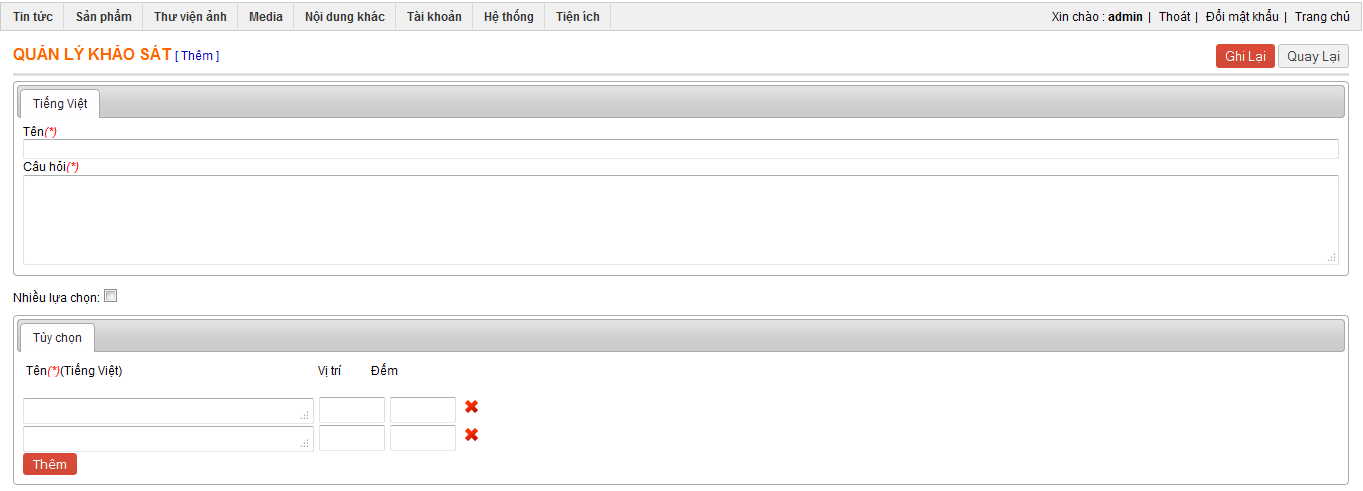 Tin tức Sản phẩm Thư viện ảnh Media Nội dung khác Tài khoản Hệ thống Tiện ích Xin chào : admin | Thoát | Đổi mật khẩu | Trang chủ
QUẢN LÝ KHẢO SÁT [ Thêm ] Ghi Lại Quay Lại
Tiếng Việt
Tên(*)
Câu hỏi(*)
Nhiều lựa chọn:
Tùy chọn
Tên(*)(Tiếng Việt) Vị trí Đếm
Thêm